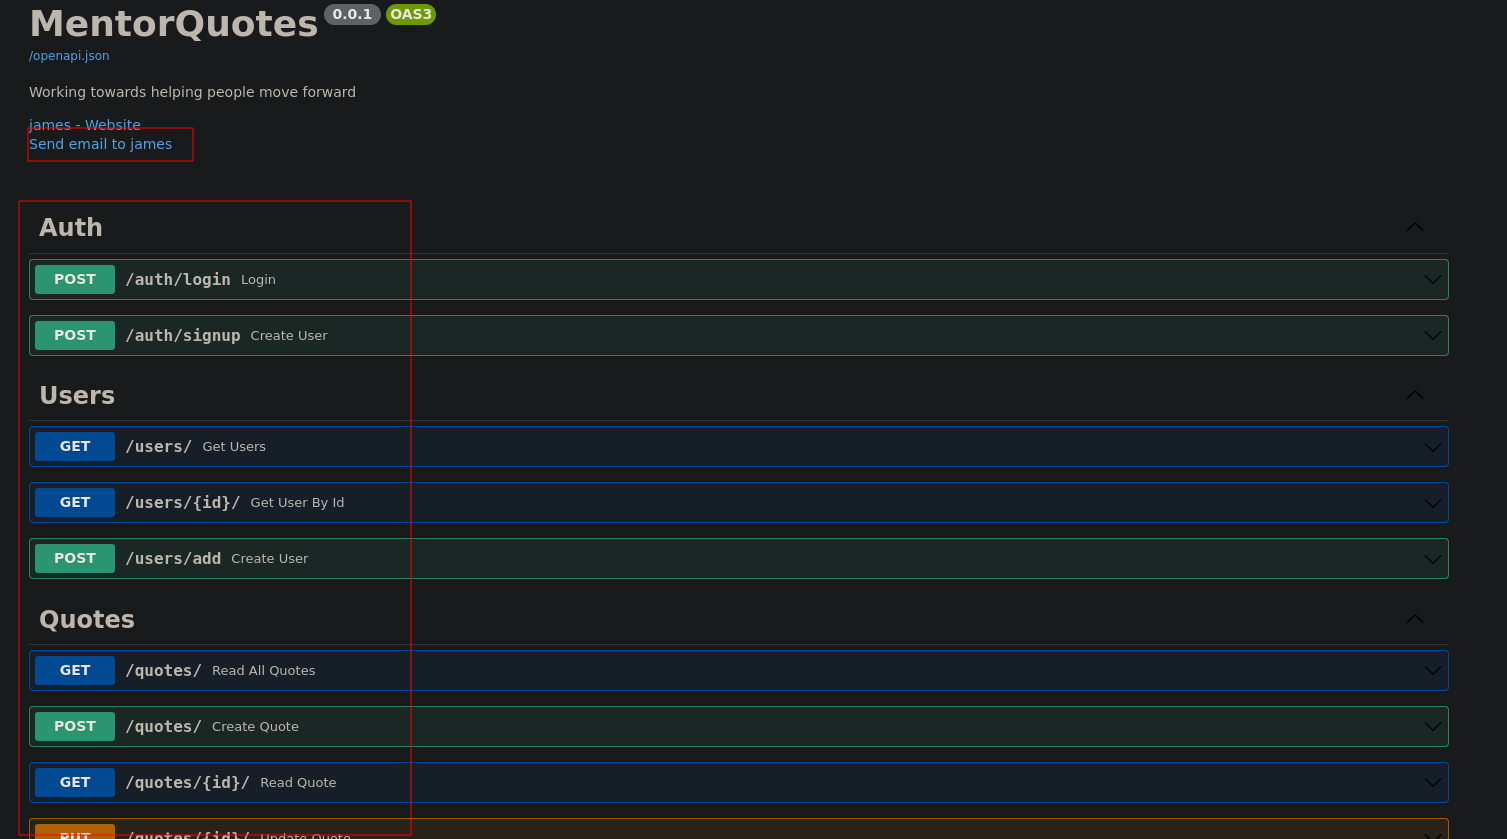 MentorQuotes 0.0.1 OAS3
/openapi.json
Working towards helping people move forward
james - Website
Send email to james
Auth
POST /auth/login Login
POST /auth/signup Create User
Users
GET /users/ Get Users
GET /users/{id}/ Get User By Id
POST /users/add Create User
Quotes
GET /quotes/ Read All Quotes
POST /quotes/ Create Quote
GET /quotes/{id}/ Read Quote
PUT /quotes/{id}/ Update Quote